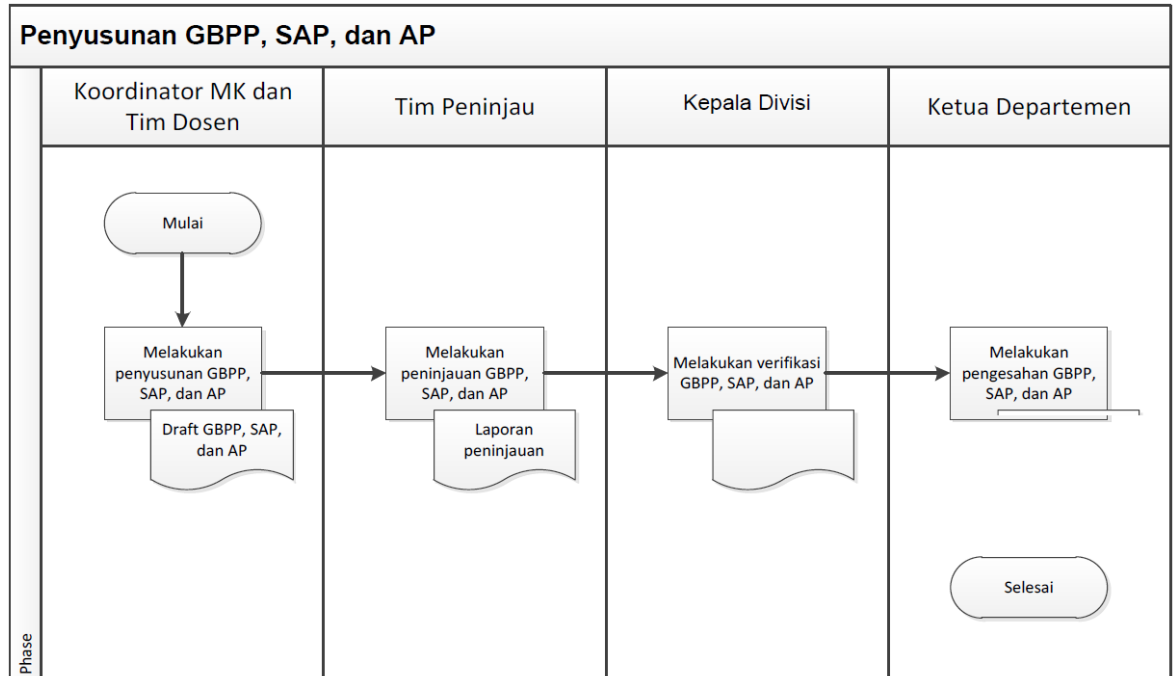 Penyusunan GBPP, SAP, dan AP
Koordinator MK dan
Tim Dosen
Tim Peninjau
Kepala Divisi
Ketua Departemen
Mulai
Melakukan
penyusunan GBPP,
SAP, dan AP
Draft GBPP, SAP,
dan AP
Melakukan
peninjauan GBPP,
SAP, dan AP
Laporan
peninjauan
Melakukan verifikasi
GBPP, SAP, dan AP
Melakukan
pengesahan GBPP,
SAP, dan AP
Selesai
Phase